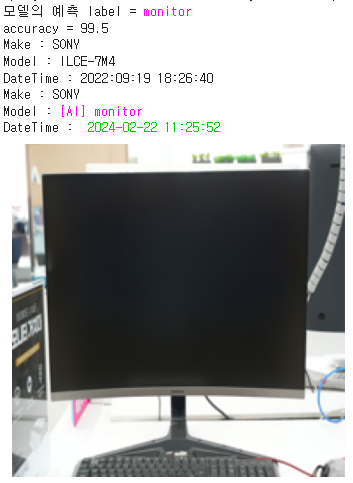 모델의 예측 label = monitor
accuracy = 99.5
Make : SONY
Model : ILCE-7M4
DateTime : 2022:09:19 18:26:40
Make : SONY
Model : [AI] monitor
DateTime :  2024-02-22 11:25:52